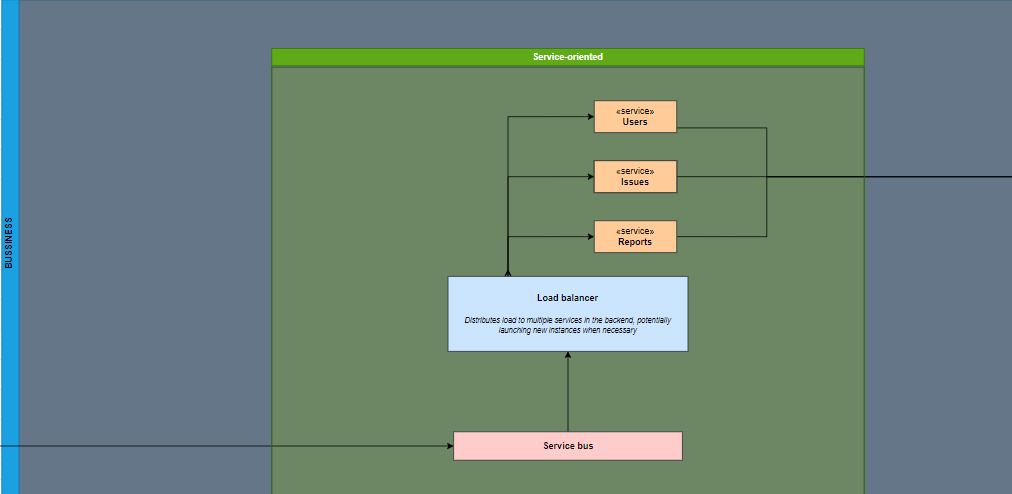 BUSSINESS
Service-oriented
«service»
Users
«service»
Issues
«service»
Reports
Load balancer
Distributes load to multiple services in the backend, potentially
launching new instances when necessary
Service bus